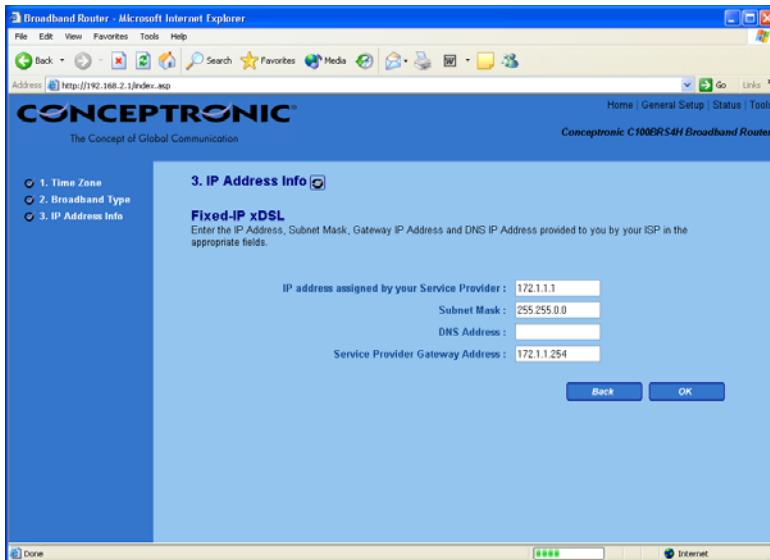 Broadband Router - Microsoft Internet Explorer
File Edit View Favorites Tools Help
Back Search Favorites Media
Address http://192.168.2.1/index.asp Go Links
CONCEPTRONIC
The Concept of Global Communication
Home | General Setup | Status | Tools
Conceptronic C100BRS4H Broadband Router
1. Time Zone
2. Broadband Type
3. IP Address Info
3. IP Address Info
Fixed-IP xDSL
Enter the IP Address, Subnet Mask, Gateway IP Address and DNS IP Address provided to you by your ISP in the
appropriate fields.
IP address assigned by your Service Provider : 172.1.1.1
Subnet Mask : 255.255.0.0
DNS Address :
Service Provider Gateway Address : 172.1.1.254
Back OK
Done Internet